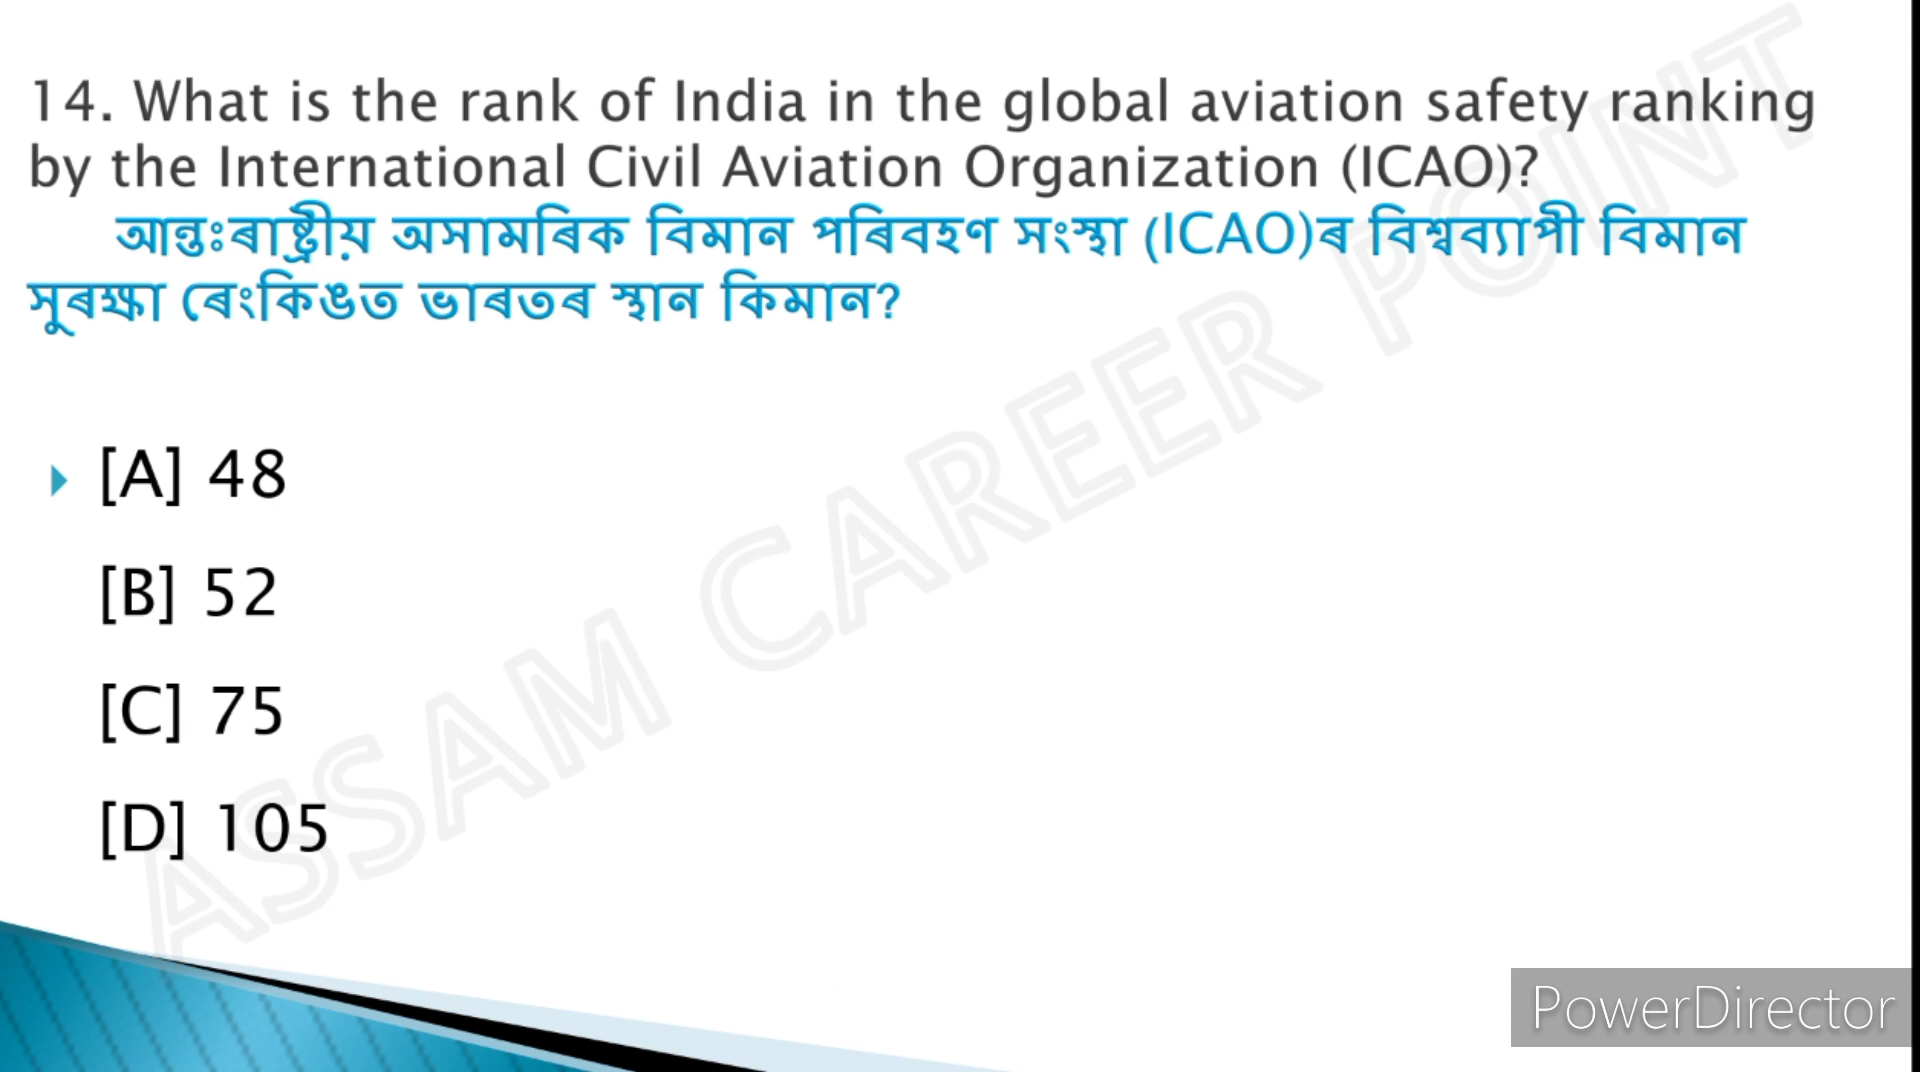 14. What is the rank of India in the global aviation safety ranking
by the International Civil Aviation Organization (ICAO)?
আন্তঃৰাষ্ট্ৰীয় অসামৰিক বিমান পৰিবহণ সংস্থা (ICAO)ৰ বিশ্বব্যাপী বিমান
সুৰক্ষা ৰেংকিঙত ভাৰতৰ স্থান কিমান?
[A] 48
[B] 52
[C] 75
[D] 105
ASSAM CAREER POINT
PowerDirector